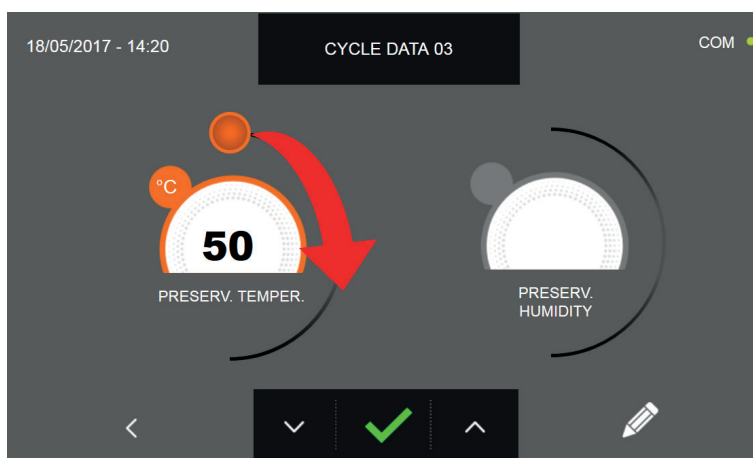 18/05/2017 - 14:20
CYCLE DATA 03
COM
°C
50
PRESERV. TEMPER.
PRESERV.
HUMIDITY